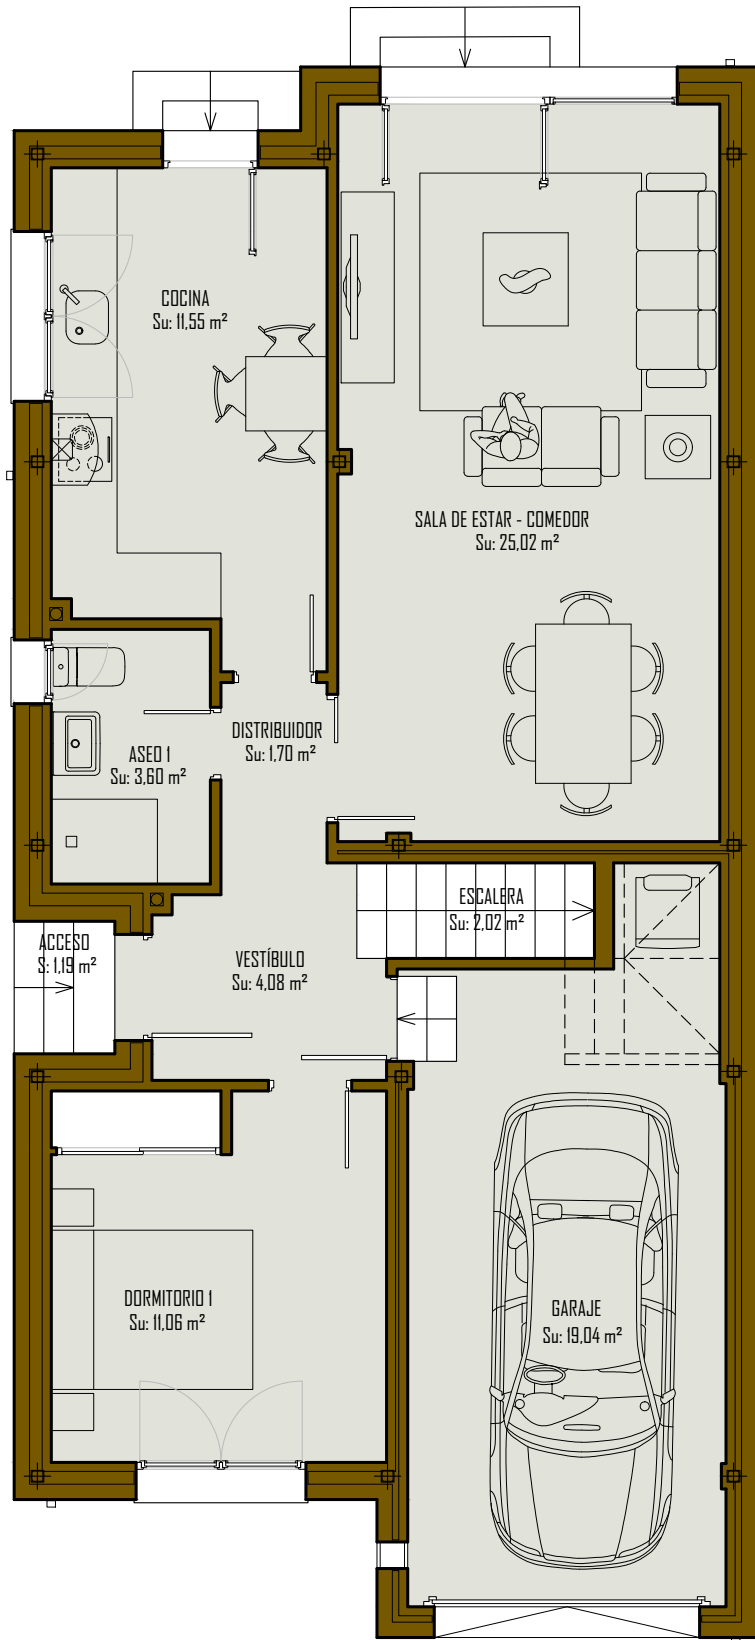 COCINA
Su: 11,55 m²
SALA DE ESTAR - COMEDOR
Su: 25,02 m²
DISTRIBUIDOR
Su: 1,70 m²
ASEO 1
Su: 3,60 m²
ESCALERA
Su: 2,02 m²
ACCESO
S: 1,19 m²
VESTÍBULO
Su: 4,08 m²
DORMITORIO 1
Su: 11,06 m²
GARAJE
Su: 19,04 m²